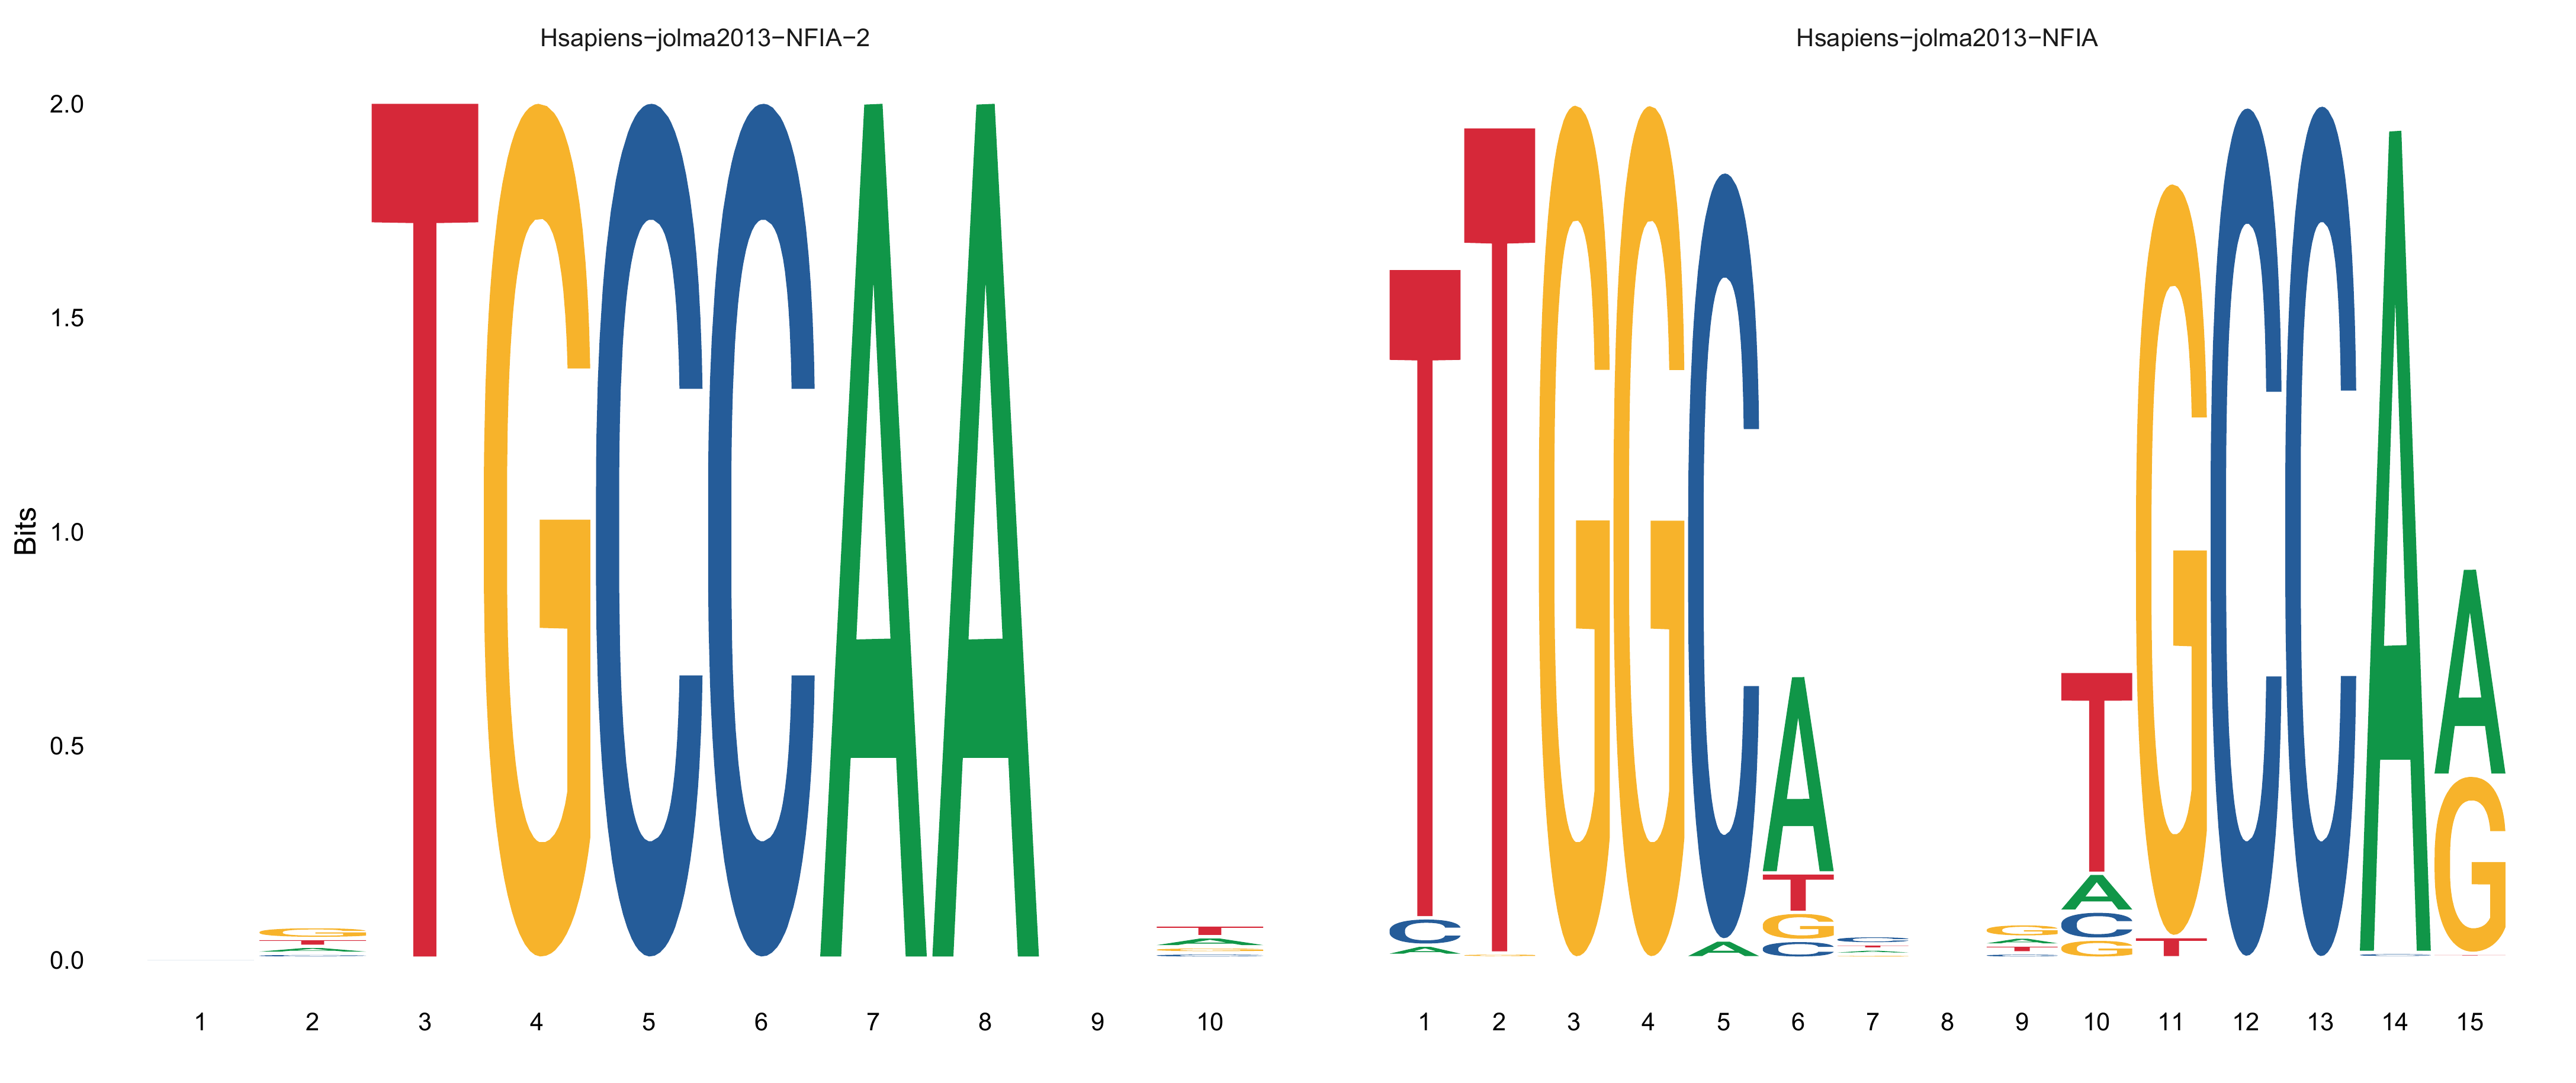 Hsapiens−jolma2013−NFIA−2
Hsapiens−jolma2013−NFIA
2.0
1.5
1.0
0.5
0.0
Bits
G T A C T G C C A A T A G C
T C A T G G C A A T G C C T A G G A T C T A C G G T C C A A G
1 2 3 4 5 6 7 8 9 10
1 2 3 4 5 6 7 8 9 10 11 12 13 14 15